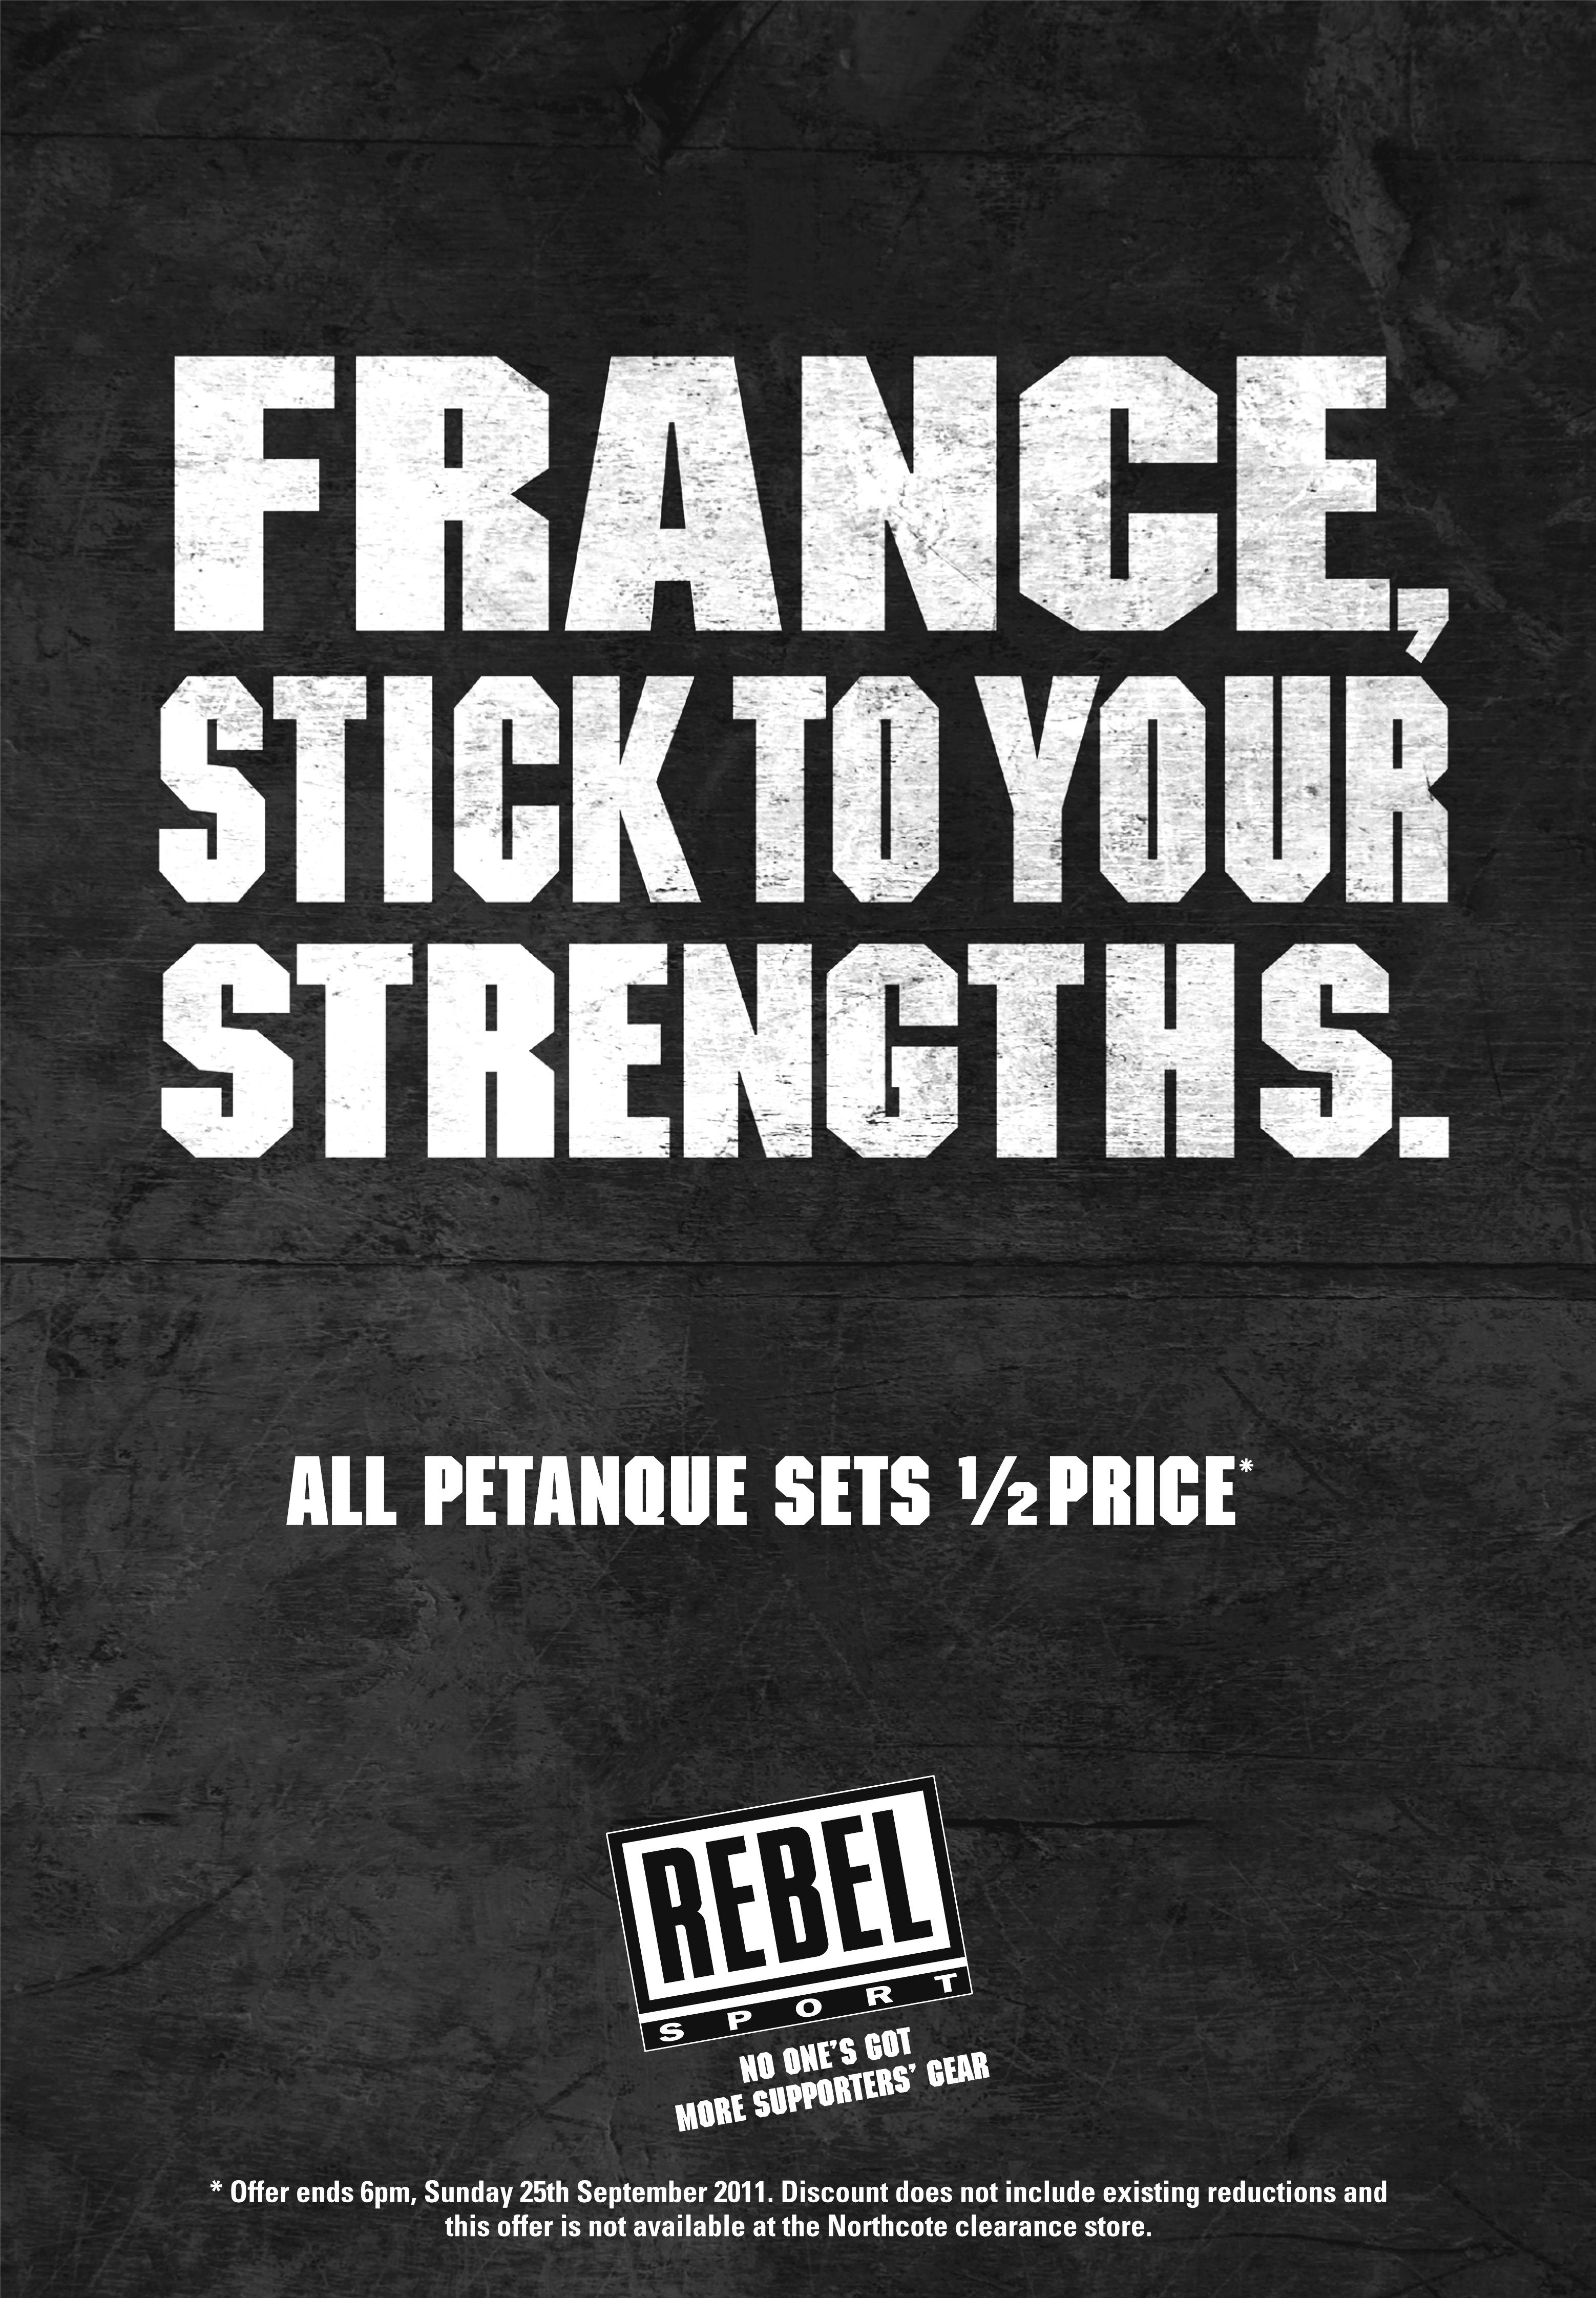 FRANCE,
STICK TO YOUR
STRENGTHS.
ALL PETANQUE SETS ½ PRICE*
REBEL
SPORT
NO ONE'S GOT
MORE SUPPORTERS' GEAR
* Offer ends 6pm, Sunday 25th September 2011. Discount does not include existing reductions and
this offer is not available at the Northcote clearance store.